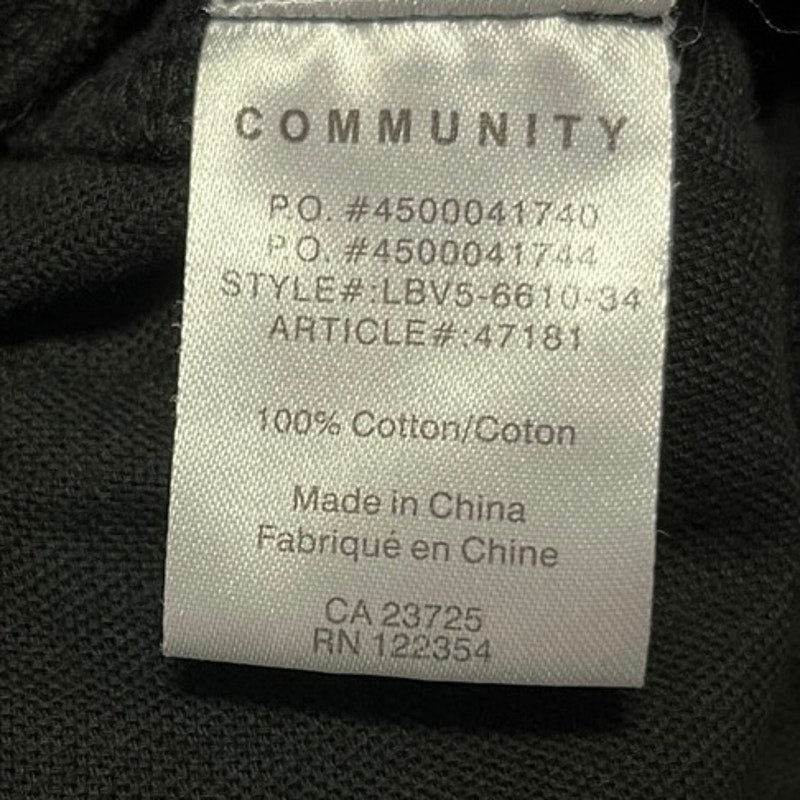 COMMUNITY
P.O. #4500041740
P.O. #4500041744
STYLE#:LBV5-6610-34
ARTICLE#:47181
100% Cotton/Coton
Made in China
Fabriqué en Chine
CA 23725
RN 122354